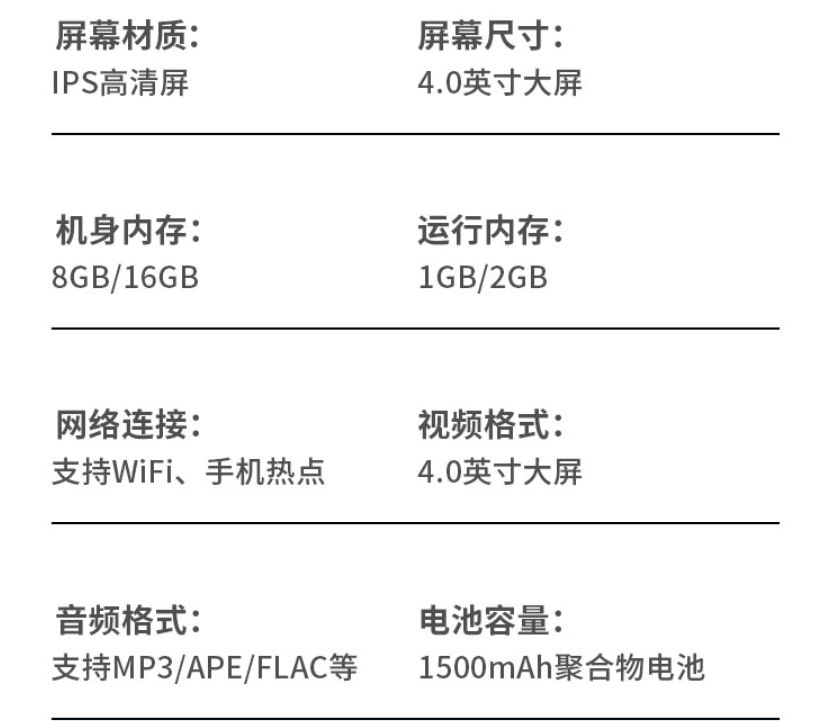 屏幕材质：
IPS高清屏
屏幕尺寸：
4.0英寸大屏
机身内存：
8GB/16GB
运行内存：
1GB/2GB
网络连接：
支持WiFi、手机热点
视频格式：
4.0英寸大屏
音频格式：
支持MP3/APE/FLAC等
电池容量：
1500mAh聚合物电池